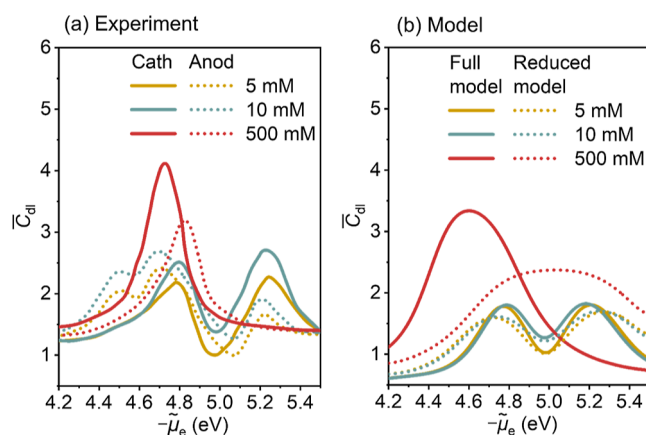 (a) Experiment
Cath Anod
5 mM
10 mM
500 mM
C̅dl
6
5
4
3
2
1
4.2 4.4 4.6 4.8 5.0 5.2 5.4
−μ̃e (eV)
(b) Model
Full Reduced
model model
5 mM
10 mM
500 mM
C̅dl
6
5
4
3
2
1
4.2 4.4 4.6 4.8 5.0 5.2 5.4
−μ̃e (eV)